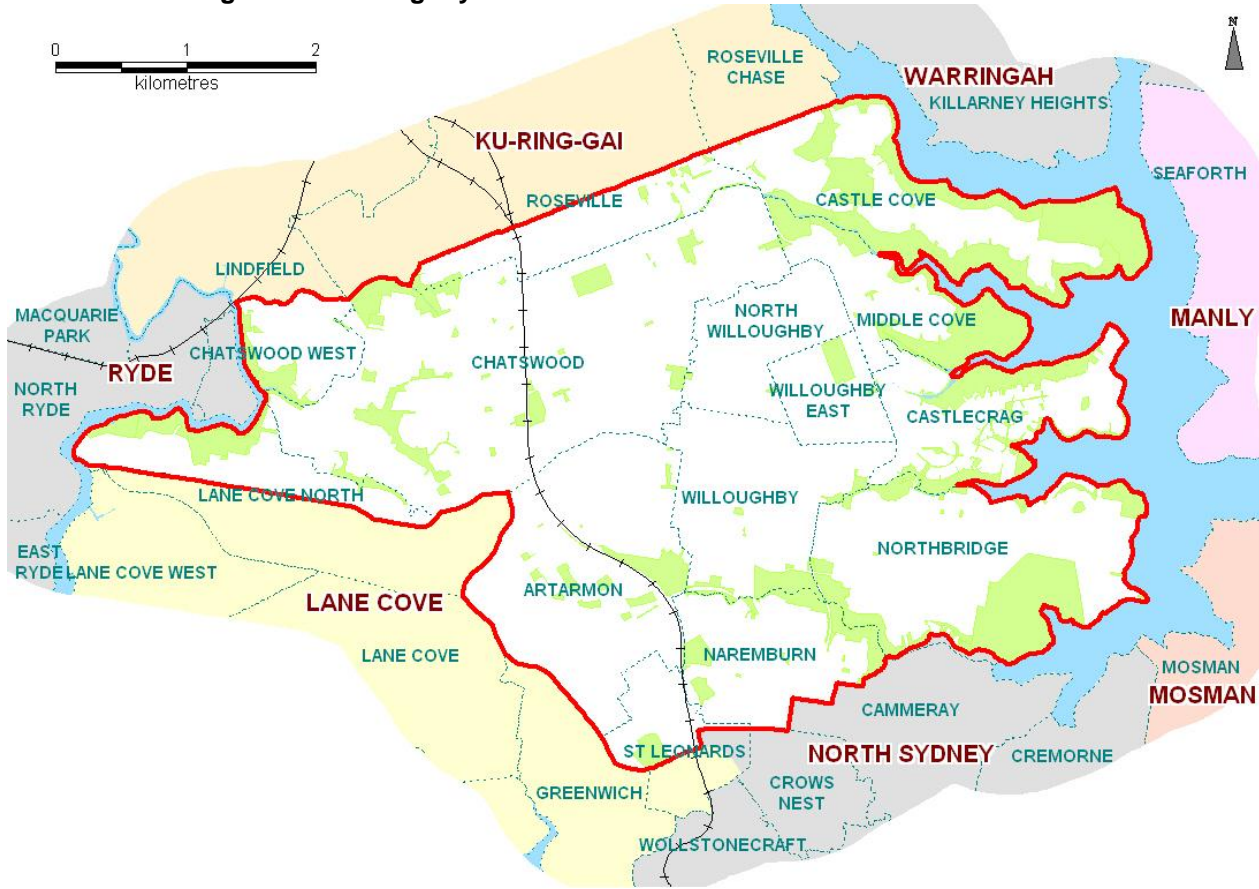 N
0 1 2
kilometres
ROSEVILLE
CHASE
WARRINGAH
KILLARNEY HEIGHTS
KU-RING-GAI
SEAFORTH
ROSEVILLE
CASTLE COVE
LINDFIELD
MACQUARIE
PARK
NORTH
WILLOUGHBY
MIDDLE COVE
MANLY
CHATSWOOD WEST
CHATSWOOD
RYDE
NORTH
RYDE
WILLOUGHBY
EAST
CASTLECRAG
LANE COVE NORTH
WILLOUGHBY
EAST
RYDE
LANE COVE WEST
NORTHBRIDGE
ARTARMON
LANE COVE
LANE COVE
NAREMBURN
MOSMAN
MOSMAN
CAMMERAY
ST LEONARDS
NORTH SYDNEY
CREMORNE
GREENWICH
CROWS
NEST
WOLLSTONECRAFT